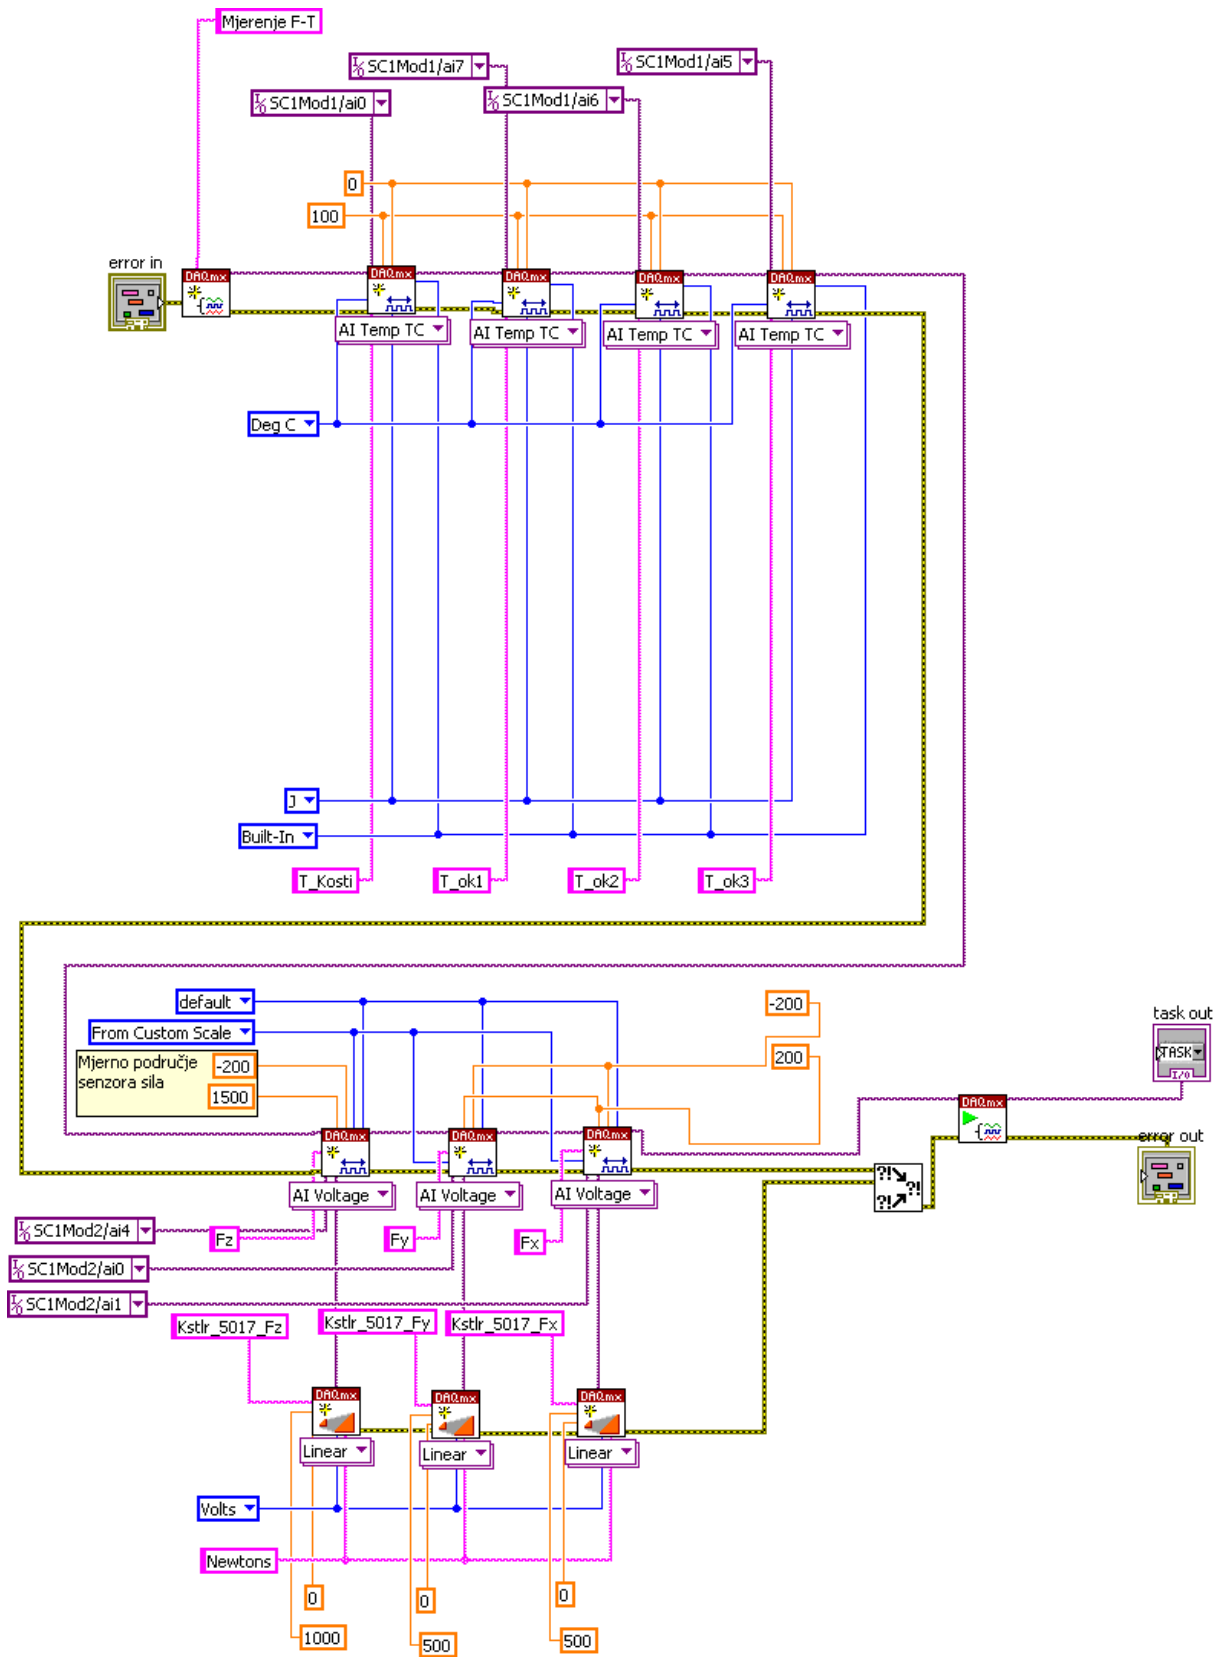 Mjerenje F-T
SC1Mod1/ai7
SC1Mod1/ai5
SC1Mod1/ai0
SC1Mod1/ai6
0
100
error in
DAQmx
DAQmx
DAQmx
DAQmx
DAQmx
AI Temp TC
AI Temp TC
AI Temp TC
AI Temp TC
Deg C
J
Built-In
T_Kosti
T_ok1
T_ok2
T_ok3
default
-200
From Custom Scale
task out
Mjerno područje
senzora sila
-200
1500
200
TASK
I/O
DAQmx
DAQmx
DAQmx
DAQmx
error out
?!
?!
?!
AI Voltage
AI Voltage
AI Voltage
SC1Mod2/ai4
Fz
Fy
Fx
SC1Mod2/ai0
SC1Mod2/ai1
Kstlr_5017_Fz
Kstlr_5017_Fy
Kstlr_5017_Fx
DAQmx
DAQmx
DAQmx
Linear
Linear
Linear
Volts
Newtons
0
0
0
1000
500
500